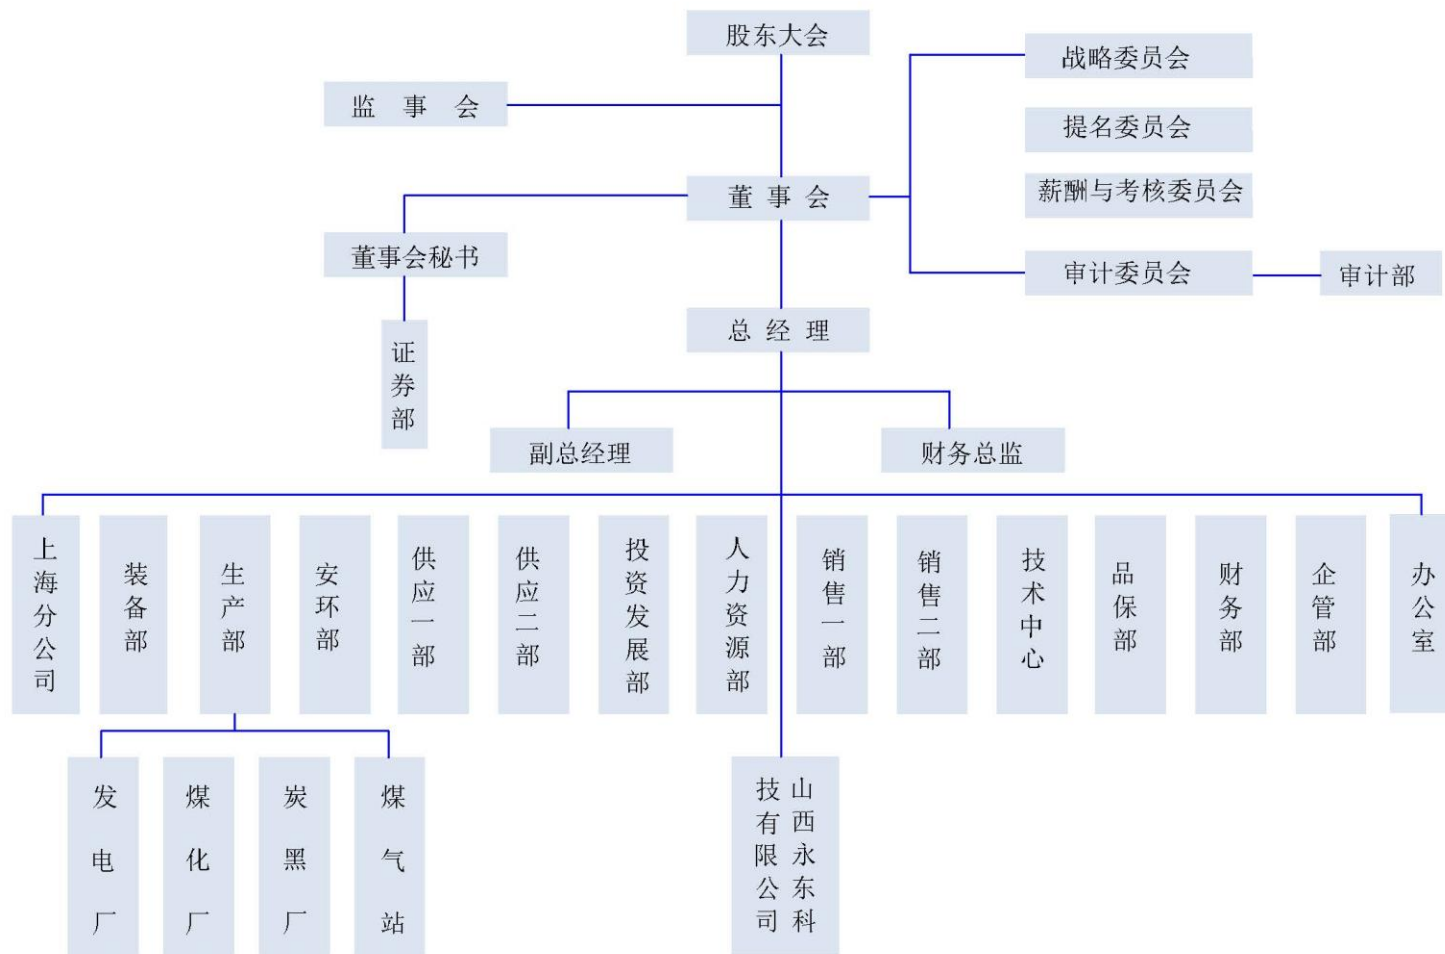 股东大会
战略委员会
监 事 会
提名委员会
薪酬与考核委员会
董 事 会
董事会秘书
审计委员会
审计部
总 经 理
证券部
副总经理
财务总监
上海分公司
装备部
生产部
安环部
供应一部
供应二部
投资发展部
人力资源部
销售一部
销售二部
技术中心
品保部
财务部
企管部
办公室
发电厂
煤化厂
炭黑厂
煤气站
山西永东科
技有限公司